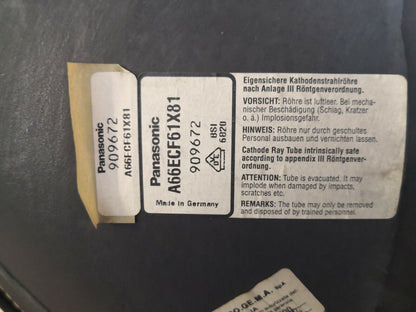 Panasonic
909672
A66ECF61X81
Panasonic
A66ECF61X81
909672
BSI
6820
Made in Germany
Eigensichere Kathodenstrahlröhre
nach Anlage III Röntgenverordnung.
VORSICHT: Röhre ist luftleer. Bei mecha-
nischer Beschädigung (Schlag, Kratzer
o. ä.) Implosionsgefahr.
HINWEIS: Röhre nur durch geschultes
Personal ausbauen und vernichten lassen.
Cathode Ray Tube intrinsically safe
according to appendix III Röntgenver-
ordnung.
ATTENTION: Tube is evacuated. It may
implode when damaged by impacts,
scratches etc.
REMARKS: The tube may only be removed
and disposed of by trained personnel.
CO.GE.M.A. SpA